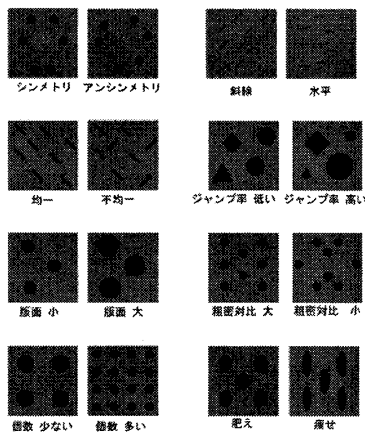 シンメトリ アンシンメトリ 斜線 水平
均一 不均一 ジャンプ率 低い ジャンプ率 高い
版面 小 版面 大 粗密対比 大 粗密対比 小
個数 少ない 個数 多い 肥え 痩せ